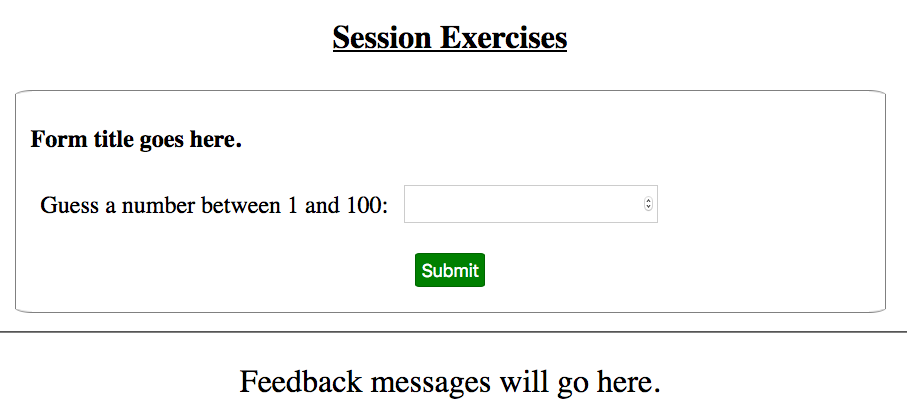 Session Exercises
Form title goes here.
Guess a number between 1 and 100:
Submit
Feedback messages will go here.